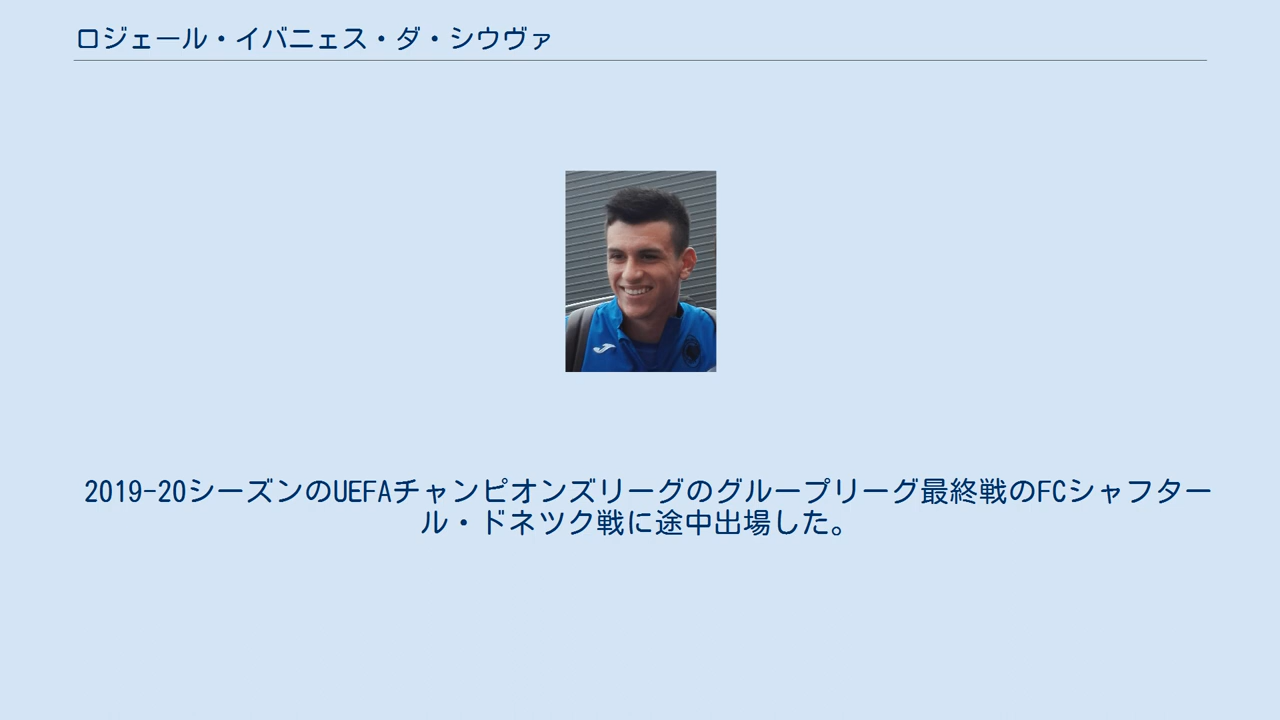 ロジェール・イバニェス・ダ・シウヴァ
2019-20シーズンのUEFAチャンピオンズリーグのグループリーグ最終戦のFCシャフター
ル・ドネツク戦に途中出場した。